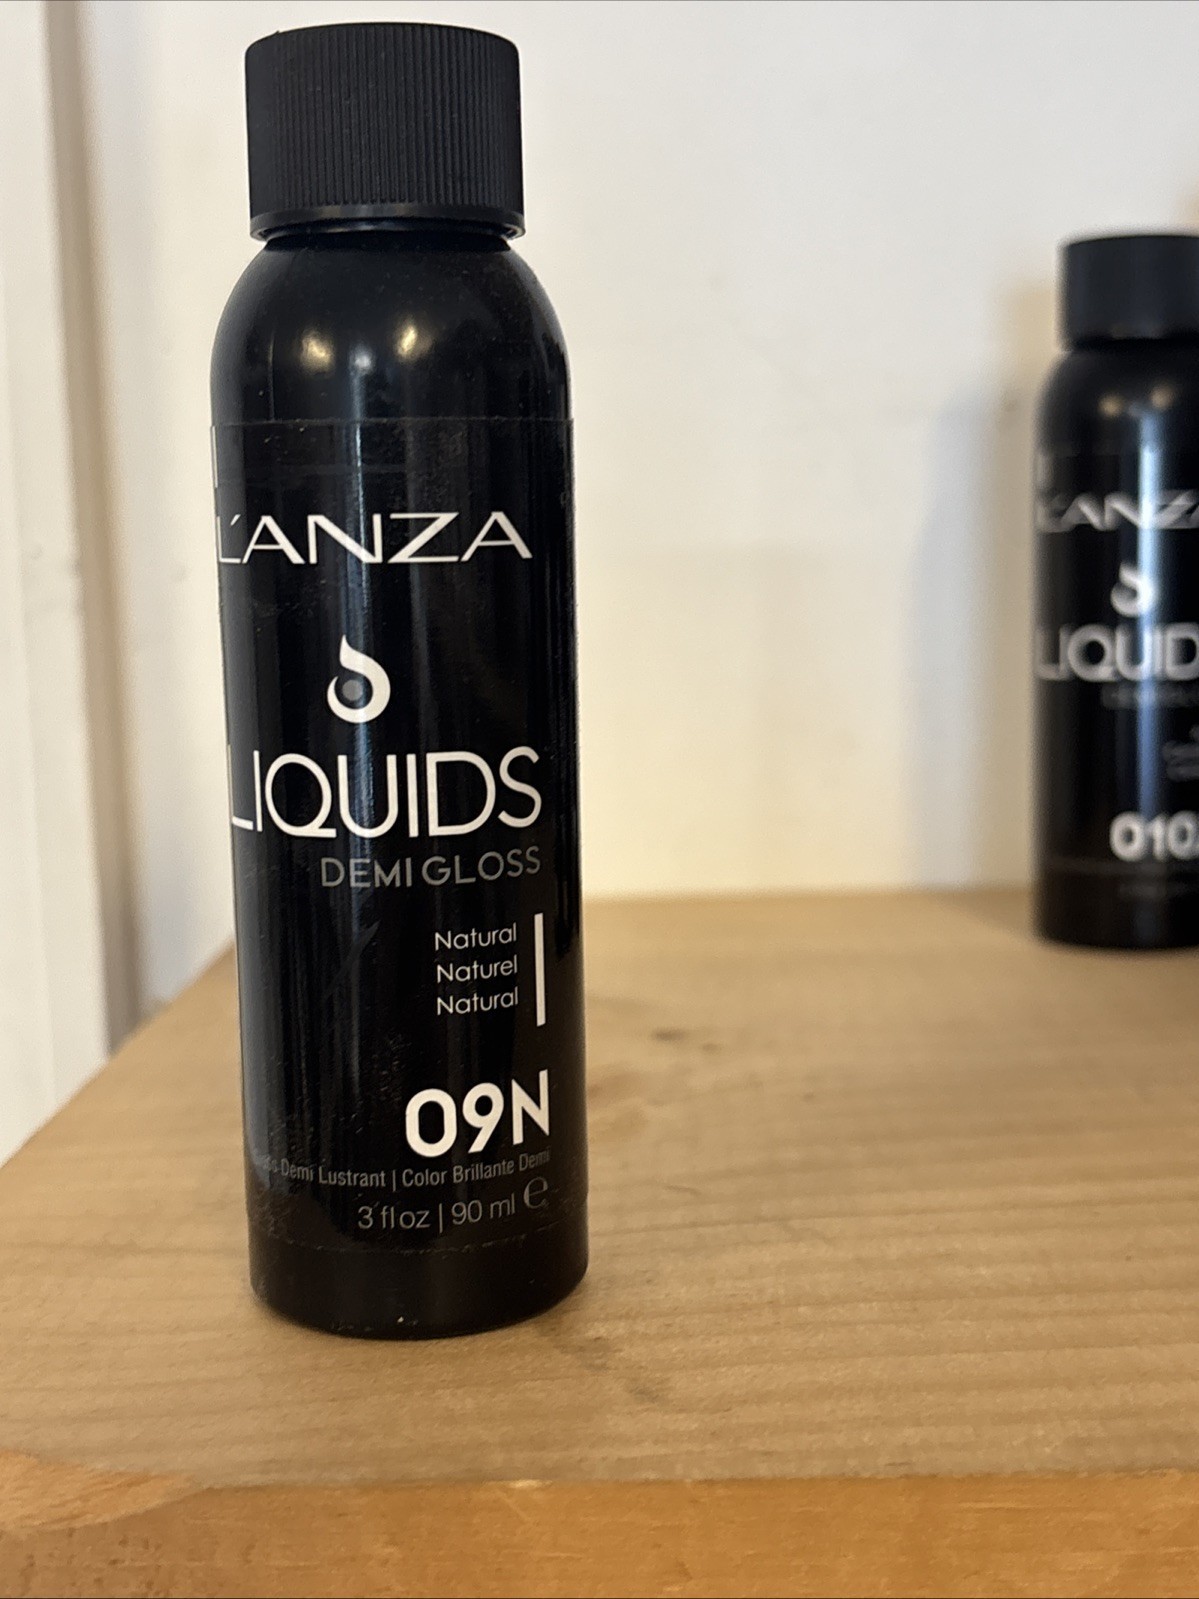 L'ANZA
LIQUIDS
DEMI GLOSS
Natural
Naturel
Natural
09N
Demi Lustrant | Color Brillante Demi
3 fl oz | 90 ml e
L'ANZA
LIQUIDS
010